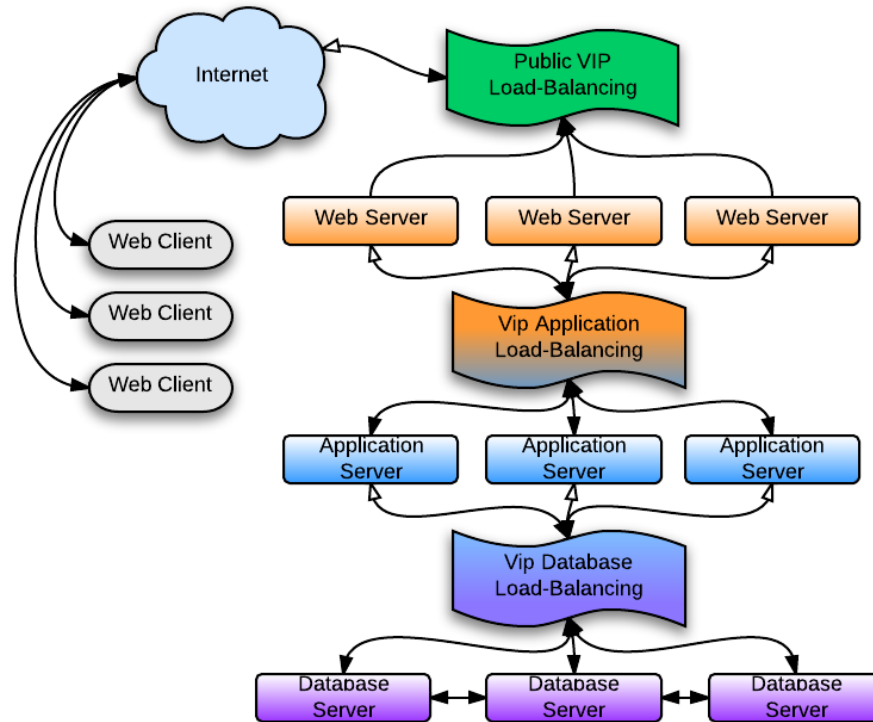 Internet
Public VIP
Load-Balancing
Web Server
Web Server
Web Server
Web Client
Web Client
Web Client
Vip Application
Load-Balancing
Application
Server
Application
Server
Application
Server
Vip Database
Load-Balancing
Database
Server
Database
Server
Database
Server